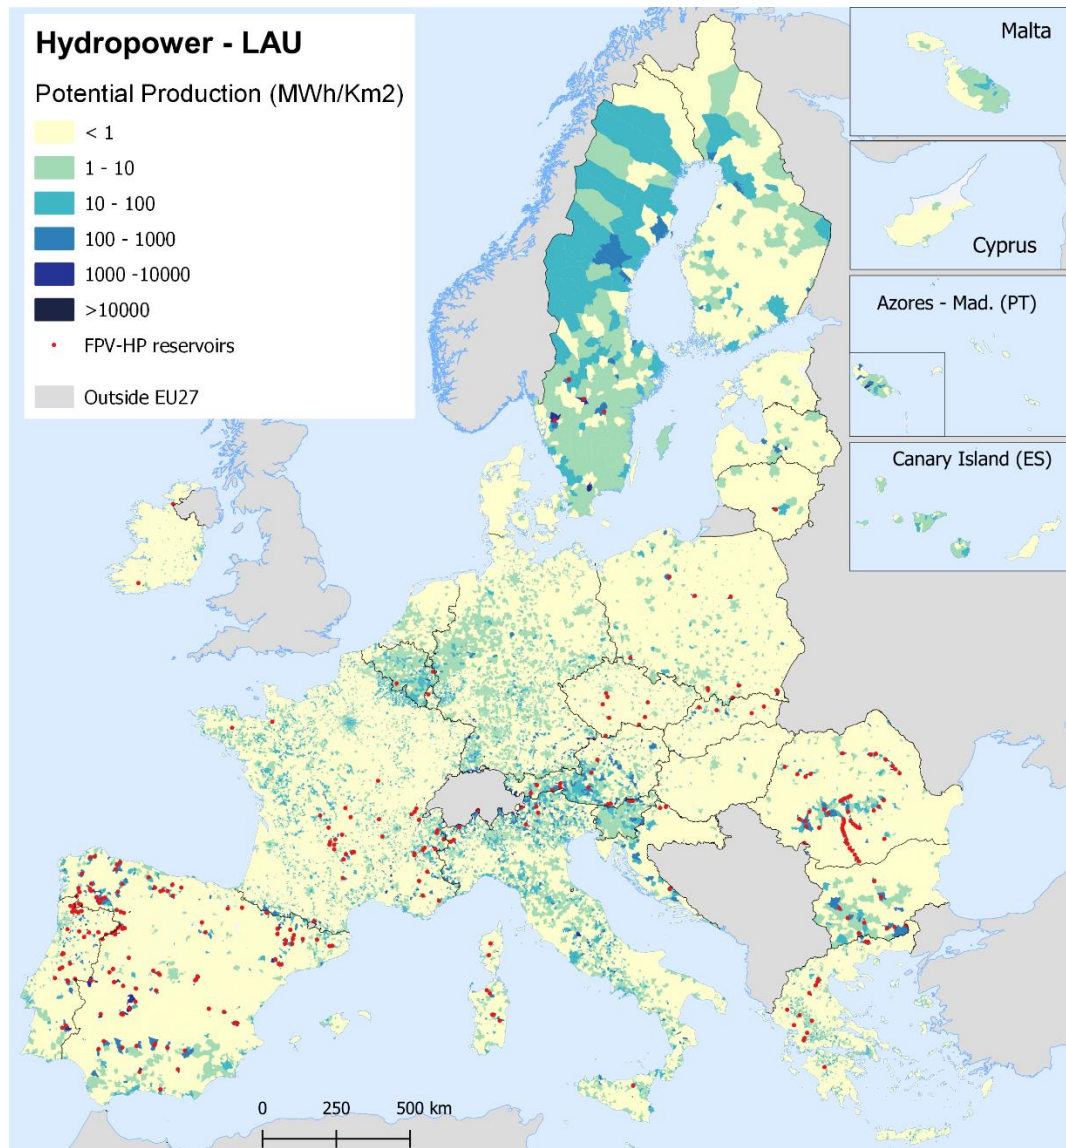 Hydropower - LAU
Potential Production (MWh/Km2)
< 1
1 - 10
10 - 100
100 - 1000
1000 -10000
>10000
FPV-HP reservoirs
Outside EU27
Malta
Cyprus
Azores - Mad. (PT)
Canary Island (ES)
0 250 500 km